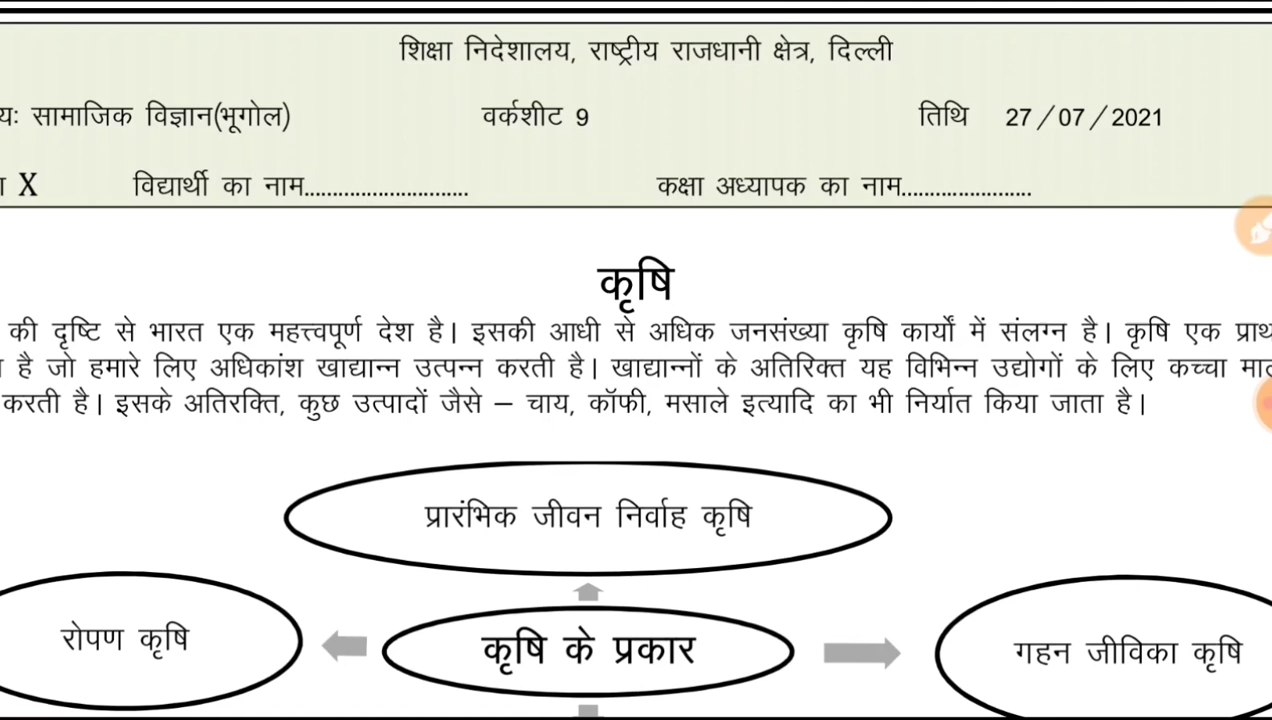 शिक्षा निदेशालय, राष्ट्रीय राजधानी क्षेत्र, दिल्ली
सामाजिक विज्ञान(भूगोल) वर्कशीट 9 तिथि 27/07/2021
X विद्यार्थी का नाम............................ कक्षा अध्यापक का नाम.......................
कृषि
की दृष्टि से भारत एक महत्त्वपूर्ण देश है। इसकी आधी से अधिक जनसंख्या कृषि कार्यों में संलग्न है। कृषि एक
है जो हमारे लिए अधिकांश खाद्यान्न उत्पन्न करती है। खाद्यान्नों के अतिरिक्त यह विभिन्न उद्योगों के लिए कच्चा
करती है। इसके अतिरक्ति, कुछ उत्पादों जैसे – चाय, कॉफी, मसाले इत्यादि का भी निर्यात किया जाता है।
प्रारंभिक जीवन निर्वाह कृषि
रोपण कृषि कृषि के प्रकार गहन जीविका कृषि